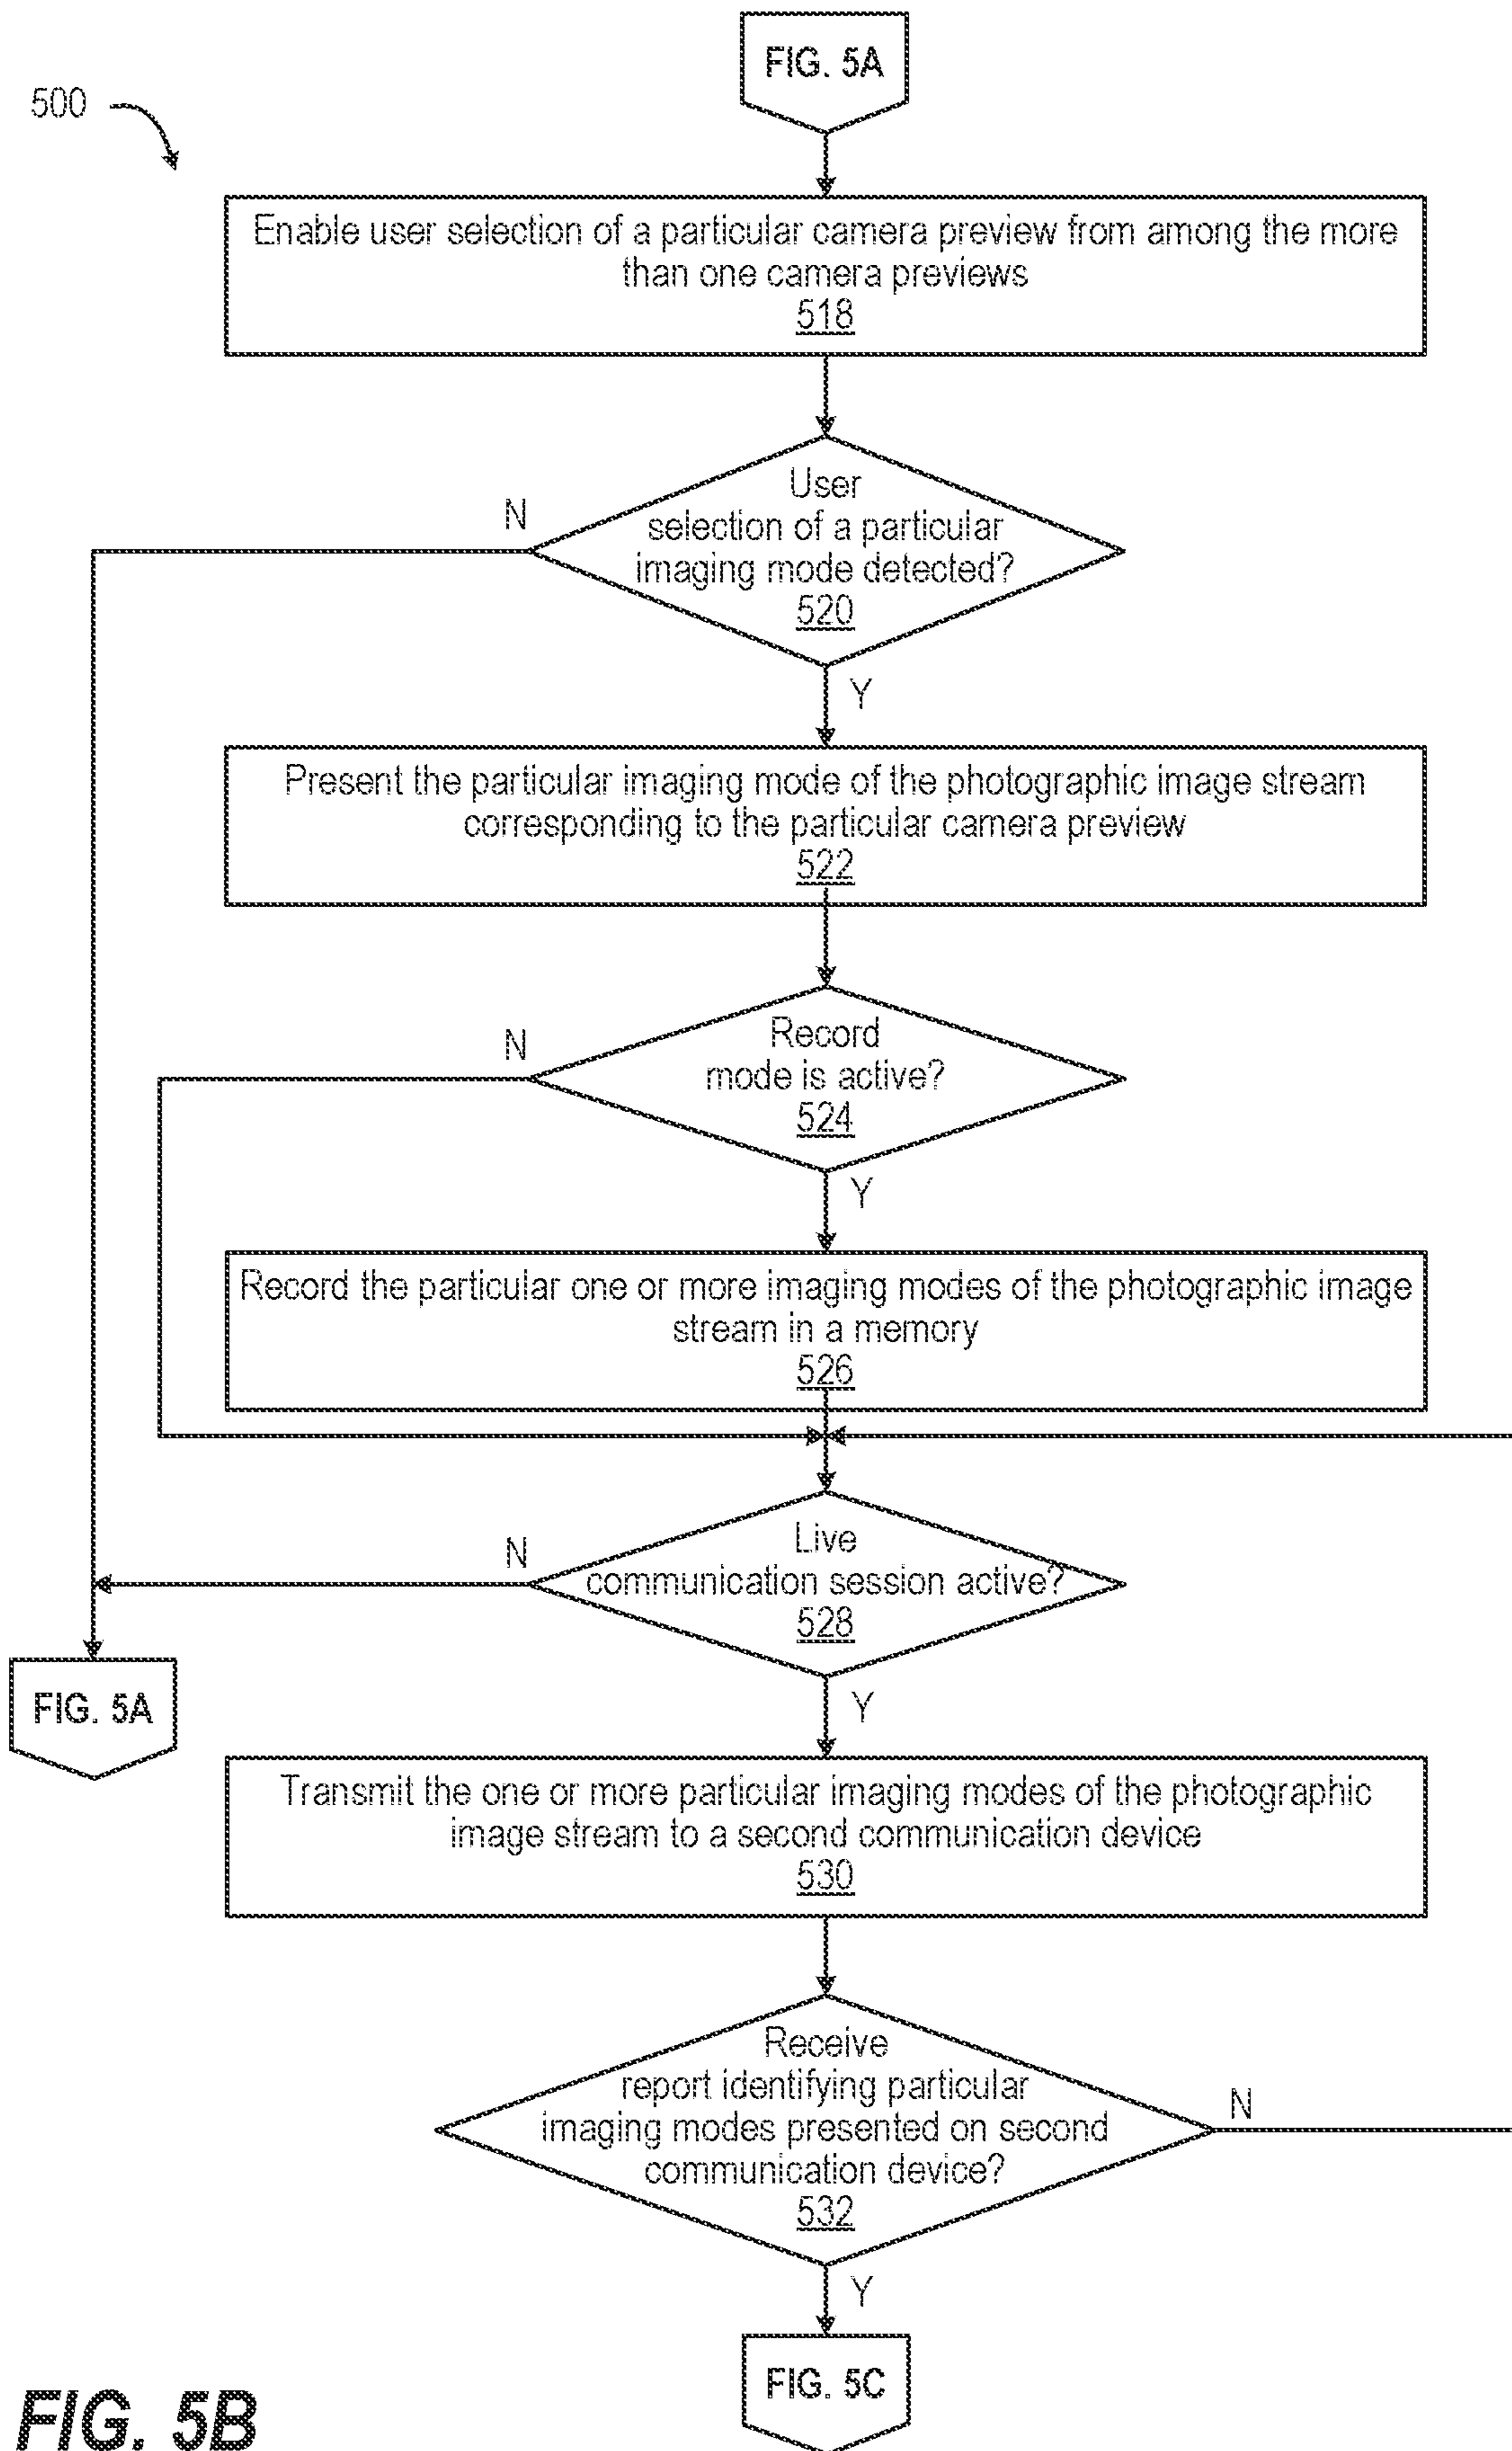 FIG. 5A
500
Enable user selection of a particular camera preview from among the more
than one camera previews
518
User
selection of a particular
imaging mode detected?
520
N
Y
Present the particular imaging mode of the photographic image stream
corresponding to the particular camera preview
522
Record
mode is active?
524
N
Y
Record the particular one or more imaging modes of the photographic image
stream in a memory
526
Live
communication session active?
528
N
FIG. 5A
Y
Transmit the one or more particular imaging modes of the photographic
image stream to a second communication device
530
Receive
report identifying particular
imaging modes presented on second
communication device?
532
N
Y
FIG. 5C
FIG. 5B